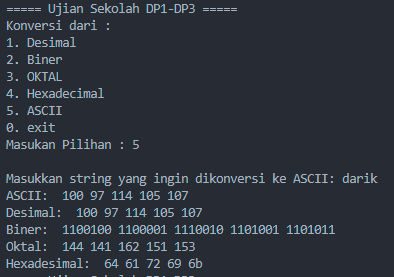 ===== Ujian Sekolah DP1-DP3 =====
Konversi dari :
1. Desimal
2. Biner
3. OKTAL
4. Hexadecimal
5. ASCII
0. exit
Masukan Pilihan : 5
Masukkan string yang ingin dikonversi ke ASCII: darik
ASCII:  100 97 114 105 107
Desimal:  100 97 114 105 107
Biner:  1100100 1100001 1110010 1101001 1101011
Oktal:  144 141 162 151 153
Hexadesimal:  64 61 72 69 6b